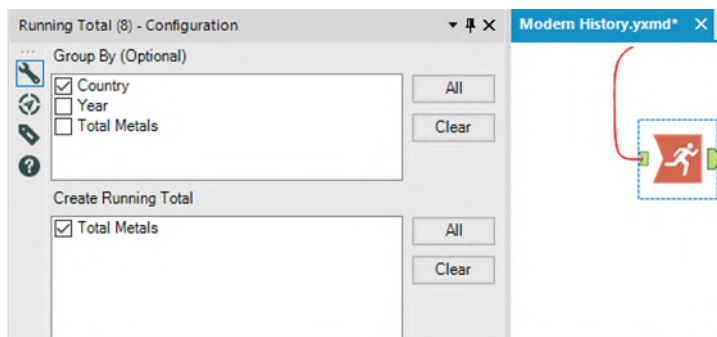 Running Total (8) - Configuration
Modern History.yxmd*
Group By (Optional)
Country
Year
Total Metals
All
Clear
Create Running Total
Total Metals
All
Clear